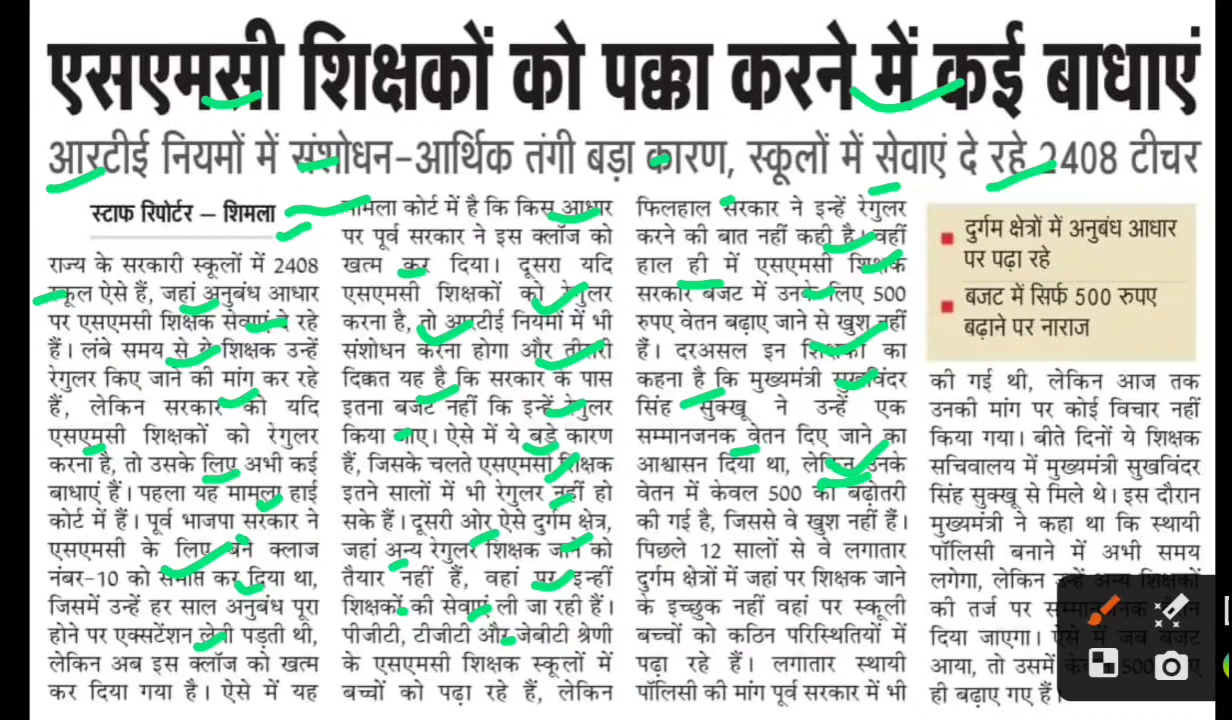 एसएमसी शिक्षकों को पक्का करने में कई बाधाएं
आरटीई नियमों में संशोधन-आर्थिक तंगी बड़ा कारण, स्कूलों में सेवाएं दे रहे 2408 टीचर
स्टाफ रिपोर्टर – शिमला
राज्य के सरकारी स्कूलों में 2408
स्कूल ऐसे हैं, जहां अनुबंध आधार
पर एसएमसी शिक्षक सेवाएं दे रहे
हैं। लंबे समय से ये शिक्षक उन्हें
रेगुलर किए जाने की मांग कर रहे
हैं, लेकिन सरकार को यदि
एसएमसी शिक्षकों को रेगुलर
करना है, तो उसके लिए अभी कई
बाधाएं हैं। पहला यह मामला हाई
कोर्ट में हैं। पूर्व भाजपा सरकार ने
एसएमसी के लिए बने क्लाज
नंबर-10 को समाप्त कर दिया था,
जिसमें उन्हें हर साल अनुबंध पूरा
होने पर एक्सटेंशन लेनी पड़ती थी,
लेकिन अब इस क्लॉज को खत्म
कर दिया गया है। ऐसे में यह
मामला कोर्ट में है कि किस आधार
पर पूर्व सरकार ने इस क्लॉज को
खत्म कर दिया। दूसरा यदि
एसएमसी शिक्षकों को रेगुलर
करना है, तो आरटीई नियमों में भी
संशोधन करना होगा और तीसरी
दिक्कत यह है कि सरकार के पास
इतना बजट नहीं कि इन्हें रेगुलर
किया जाए। ऐसे में ये बड़े कारण
हैं, जिसके चलते एसएमसी शिक्षक
इतने सालों में भी रेगुलर नहीं हो
सके हैं। दूसरी ओर ऐसे दुर्गम क्षेत्र,
जहां अन्य रेगुलर शिक्षक जाने को
तैयार नहीं हैं, वहां पर इन्हीं
शिक्षकों की सेवाएं ली जा रही हैं।
पीजीटी, टीजीटी और जेबीटी श्रेणी
के एसएमसी शिक्षक स्कूलों में
बच्चों को पढ़ा रहे हैं, लेकिन
फिलहाल सरकार ने इन्हें रेगुलर
करने की बात नहीं कही है। वहीं
हाल ही में एसएमसी शिक्षक
सरकार बजट में उनके लिए 500
रुपए वेतन बढ़ाए जाने से खुश नहीं
हैं। दरअसल इन शिक्षकों का
कहना है कि मुख्यमंत्री सुखविंदर
सिंह सुक्खू ने उन्हें एक
सम्मानजनक वेतन दिए जाने का
आश्वासन दिया था, लेकिन उनके
वेतन में केवल 500 की बढ़ोतरी
की गई है, जिससे वे खुश नहीं हैं।
पिछले 12 सालों से वे लगातार
दुर्गम क्षेत्रों में जहां पर शिक्षक जाने
के इच्छुक नहीं वहां पर स्कूली
बच्चों को कठिन परिस्थितियों में
पढ़ा रहे हैं। लगातार स्थायी
पॉलिसी की मांग पूर्व सरकार में भी
दुर्गम क्षेत्रों में अनुबंध आधार
पर पढ़ा रहे
बजट में सिर्फ 500 रुपए
बढ़ाने पर नाराज
की गई थी, लेकिन आज तक
उनकी मांग पर कोई विचार नहीं
किया गया। बीते दिनों ये शिक्षक
सचिवालय में मुख्यमंत्री सुखविंदर
सिंह सुक्खू से मिले थे। इस दौरान
मुख्यमंत्री ने कहा था कि स्थायी
पॉलिसी बनाने में अभी समय
लगेगा, लेकिन उन्हें अन्य शिक्षकों
की तर्ज पर सम्मानजनक वेतन
दिया जाएगा। ऐसे में जब बजट
आया, तो उसमें केवल 500 रुपए
ही बढ़ाए गए हैं।